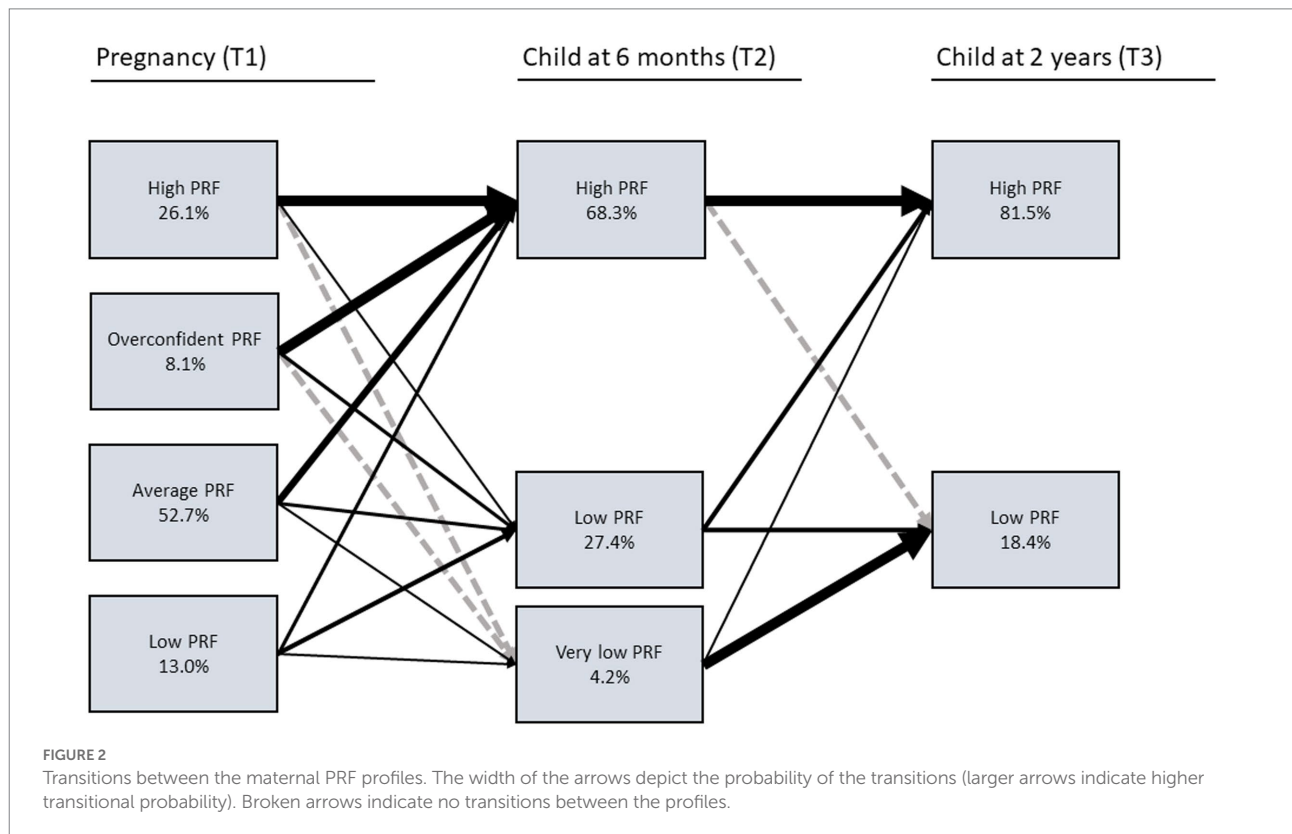 Pregnancy (T1)
Child at 6 months (T2)
Child at 2 years (T3)
High PRF
26.1%
High PRF
68.3%
High PRF
81.5%
Overconfident PRF
8.1%
Average PRF
52.7%
Low PRF
27.4%
Low PRF
18.4%
Low PRF
13.0%
Very low PRF
4.2%
FIGURE 2
Transitions between the maternal PRF profiles. The width of the arrows depict the probability of the transitions (larger arrows indicate higher
transitional probability). Broken arrows indicate no transitions between the profiles.